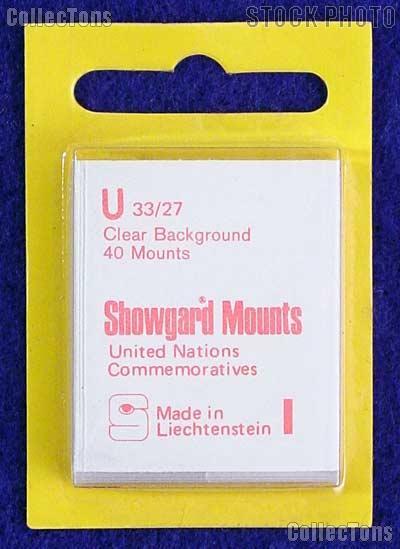 CollecTons
STOCK PHOTO
U 33/27
Clear Background
40 Mounts
Showgard® Mounts
United Nations
Commemoratives
Made in
Liechtenstein
CollecTons